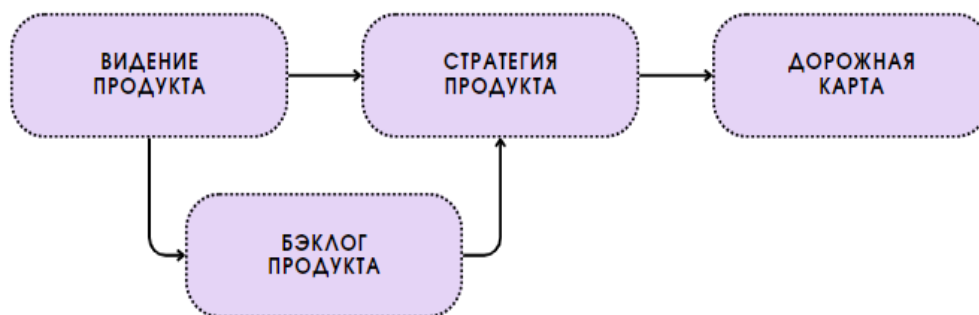 ВИДЕНИЕ
ПРОДУКТА
СТРАТЕГИЯ
ПРОДУКТА
ДОРОЖНАЯ
КАРТА
БЭКЛОГ
ПРОДУКТА